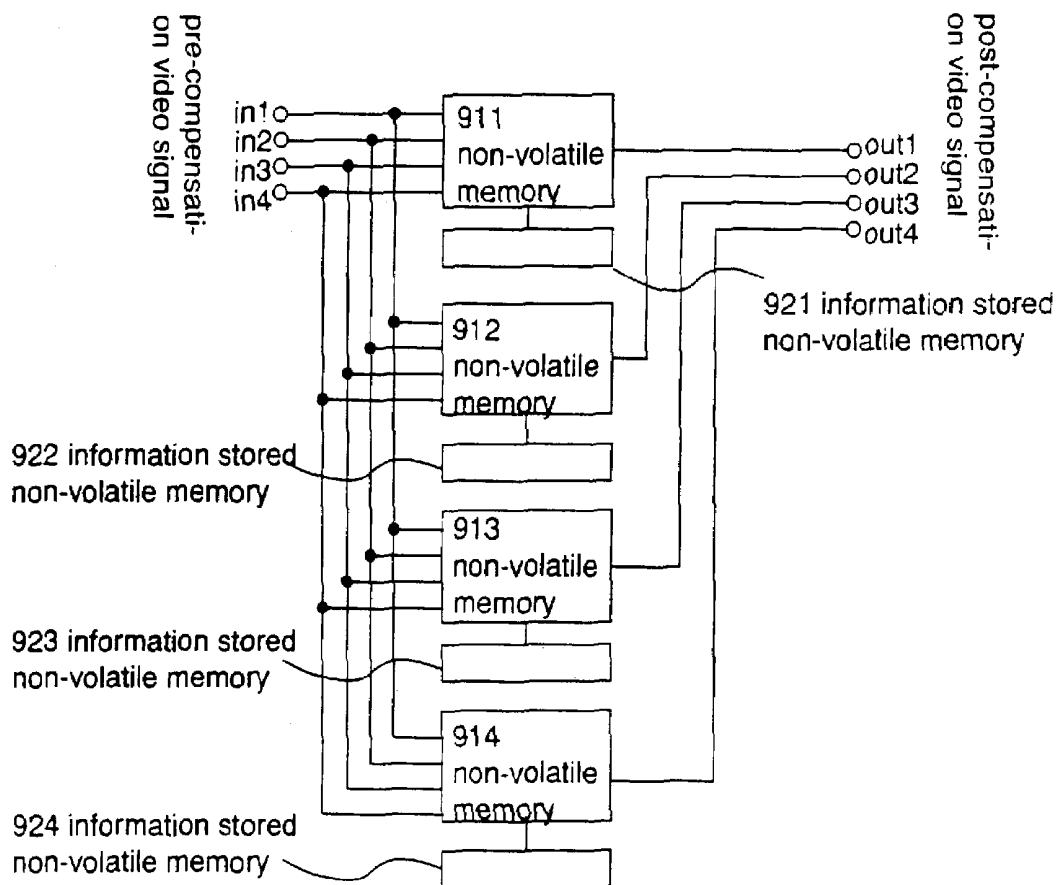 pre-compensati-
on video signal
post-compensati-
on video signal
in1
in2
in3
in4
911
non-volatile
memory
out1
out2
out3
out4
921 information stored
non-volatile memory
912
non-volatile
memory
922 information stored
non-volatile memory
913
non-volatile
memory
923 information stored
non-volatile memory
914
non-volatile
memory
924 information stored
non-volatile memory